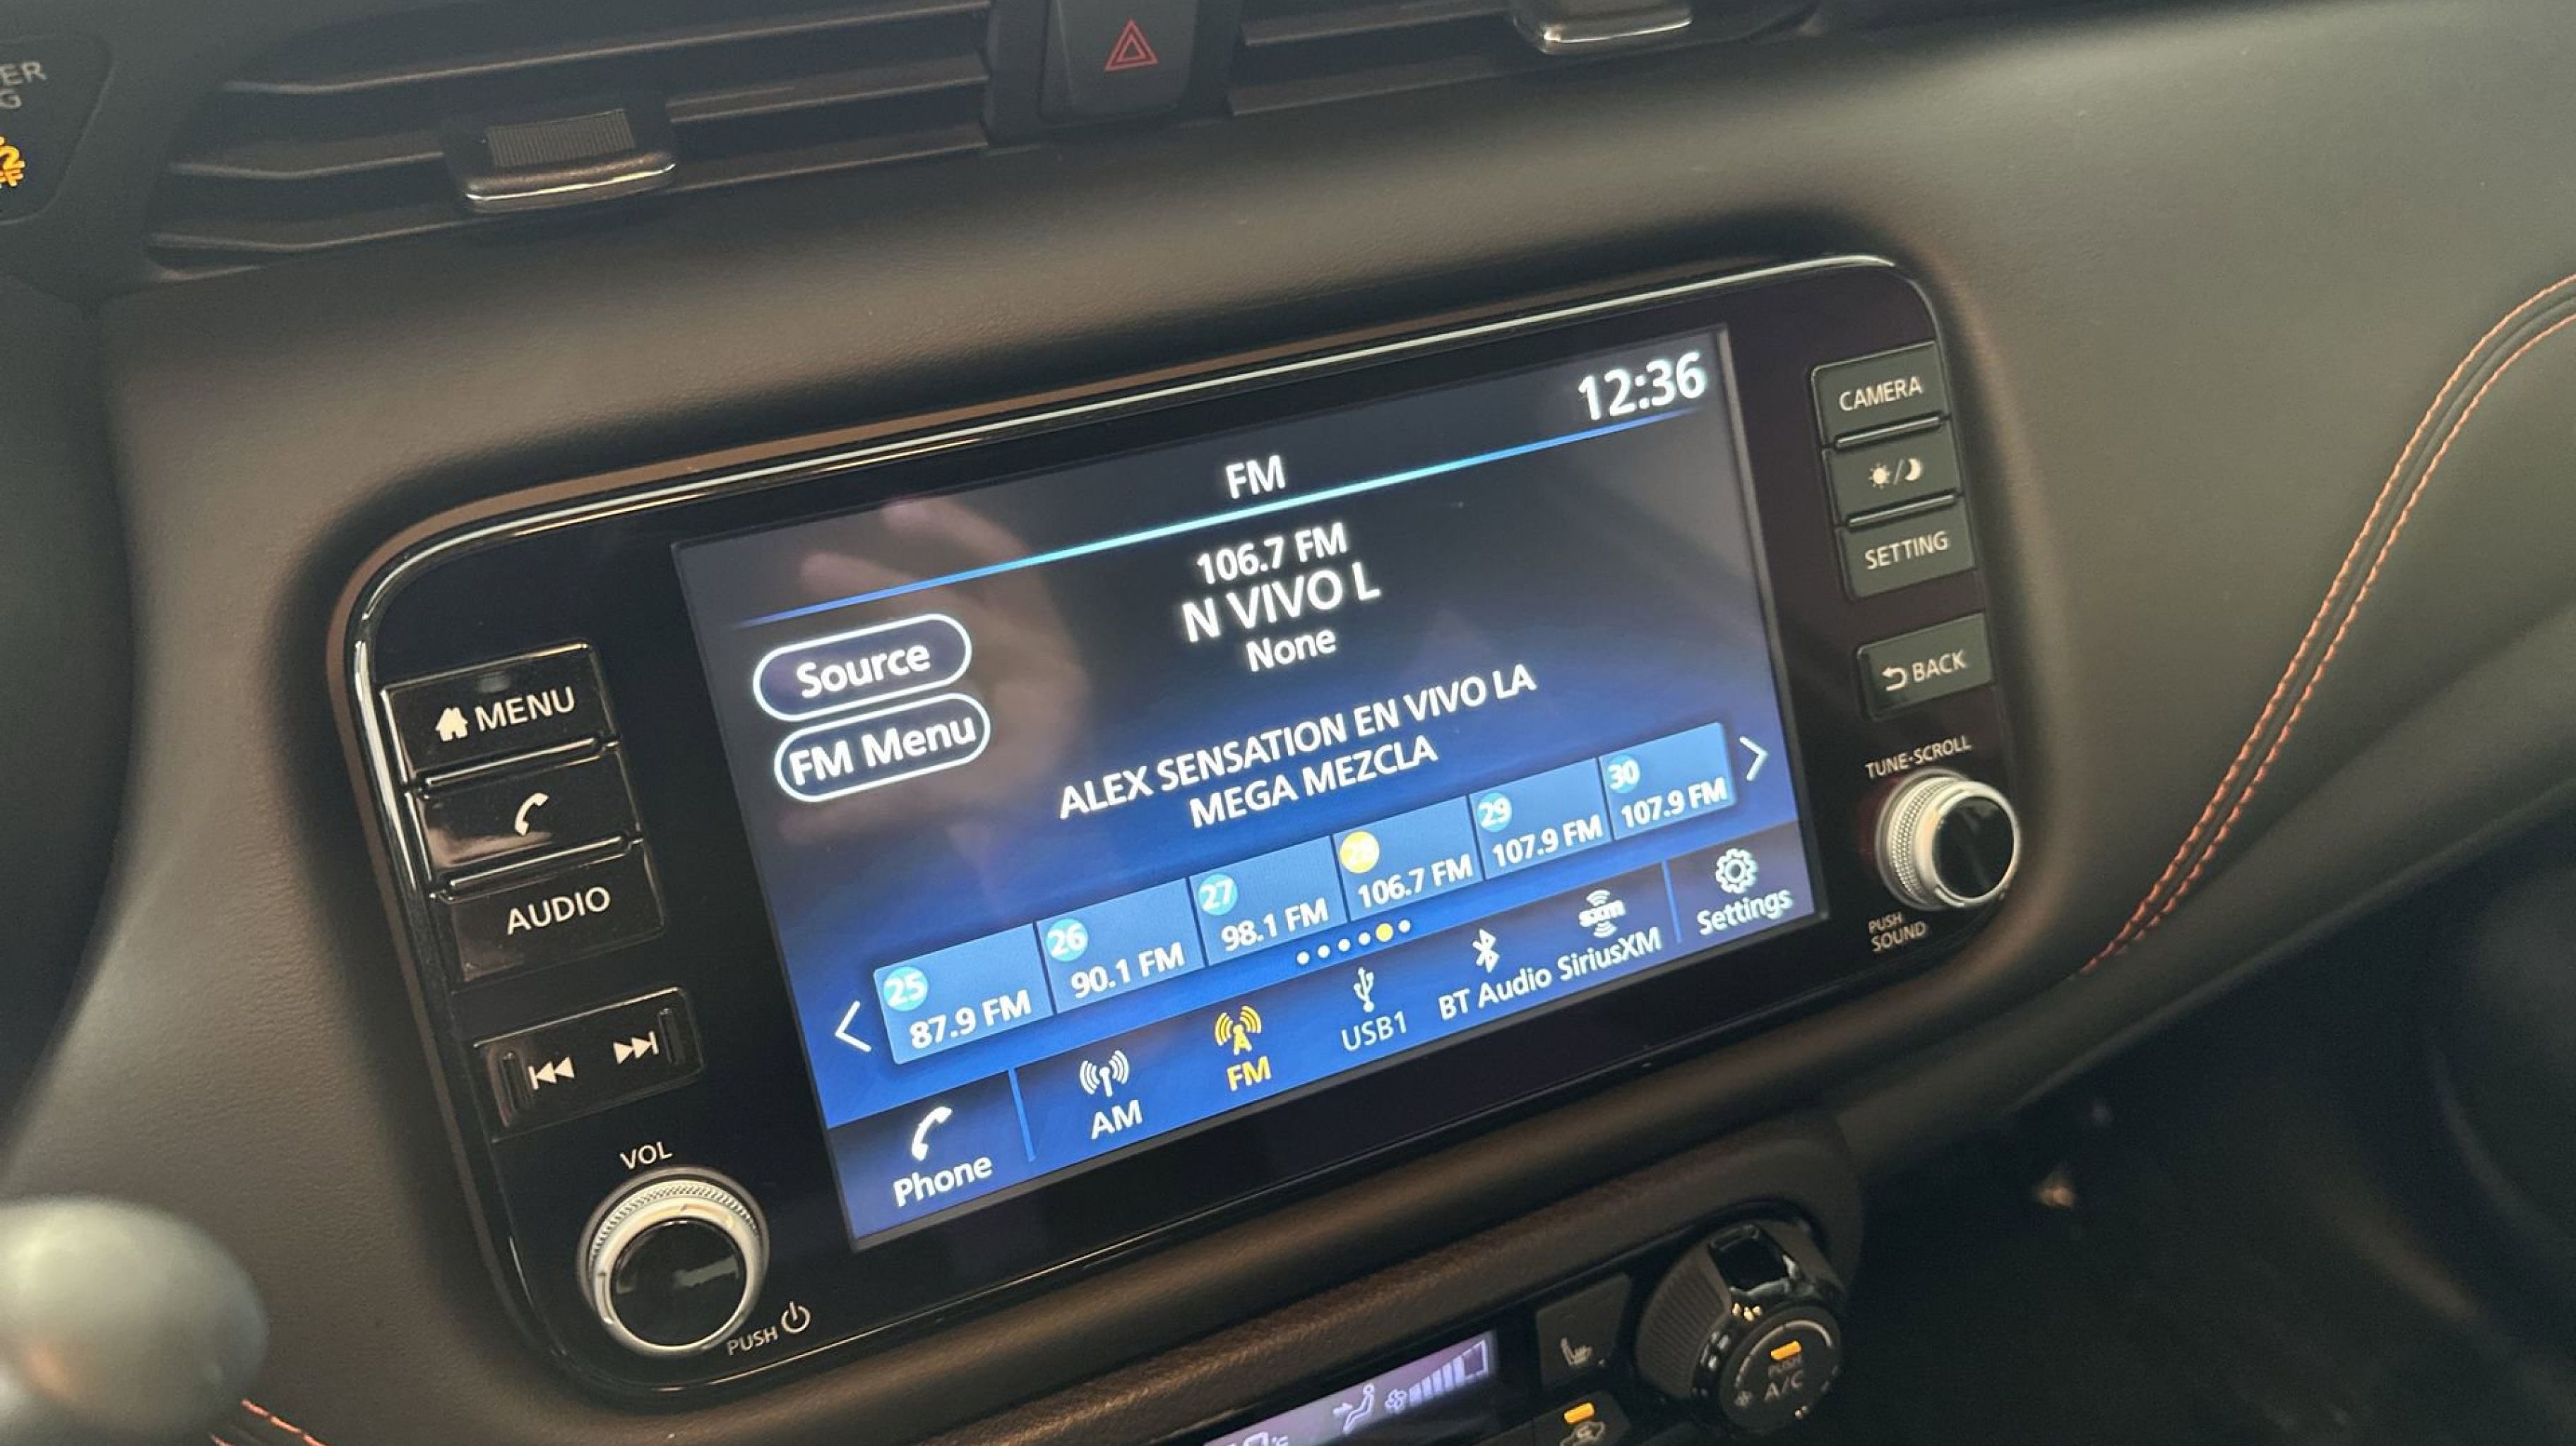 12:36
FM
106.7 FM
N VIVO L
None
Source
FM Menu
ALEX SENSATION EN VIVO LA
MEGA MEZCLA
25
87.9 FM
26
90.1 FM
27
98.1 FM
28
106.7 FM
29
107.9 FM
30
107.9 FM
Phone
AM
FM
USB1
BT Audio
sxm
SiriusXM
Settings
MENU
AUDIO
VOL
PUSH
CAMERA
SETTING
BACK
TUNE·SCROLL
PUSH
SOUND
PUSH
A/C